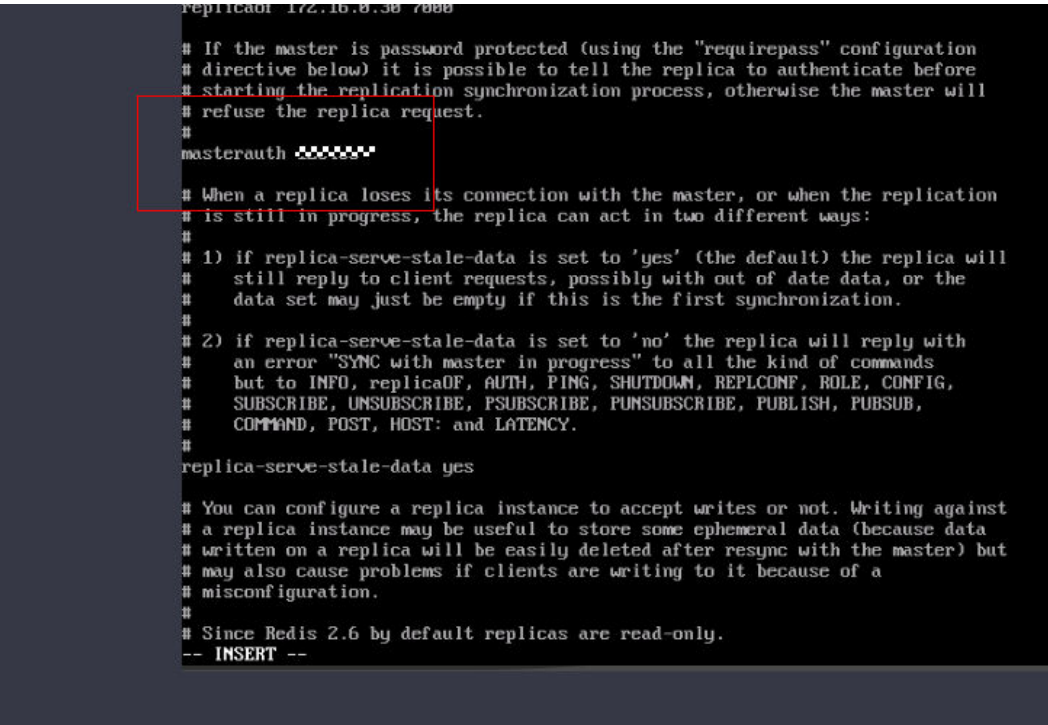 replicaof 172.16.0.30 7000
# If the master is password protected (using the "requirepass" configuration
# directive below) it is possible to tell the replica to authenticate before
# starting the replication synchronization process, otherwise the master will
# refuse the replica request.
#
masterauth
# When a replica loses its connection with the master, or when the replication
# is still in progress, the replica can act in two different ways:
#
# 1) if replica-serve-stale-data is set to 'yes' (the default) the replica will
#    still reply to client requests, possibly with out of date data, or the
#    data set may just be empty if this is the first synchronization.
#
# 2) if replica-serve-stale-data is set to 'no' the replica will reply with
#    an error "SYNC with master in progress" to all the kind of commands
#    but to INFO, replicaOF, AUTH, PING, SHUTDOWN, REPLCONF, ROLE, CONFIG,
#    SUBSCRIBE, UNSUBSCRIBE, PSUBSCRIBE, PUNSUBSCRIBE, PUBLISH, PUBSUB,
#    COMMAND, POST, HOST: and LATENCY.
#
replica-serve-stale-data yes
# You can configure a replica instance to accept writes or not. Writing against
# a replica instance may be useful to store some ephemeral data (because data
# written on a replica will be easily deleted after resync with the master) but
# may also cause problems if clients are writing to it because of a
# misconfiguration.
#
# Since Redis 2.6 by default replicas are read-only.
-- INSERT --